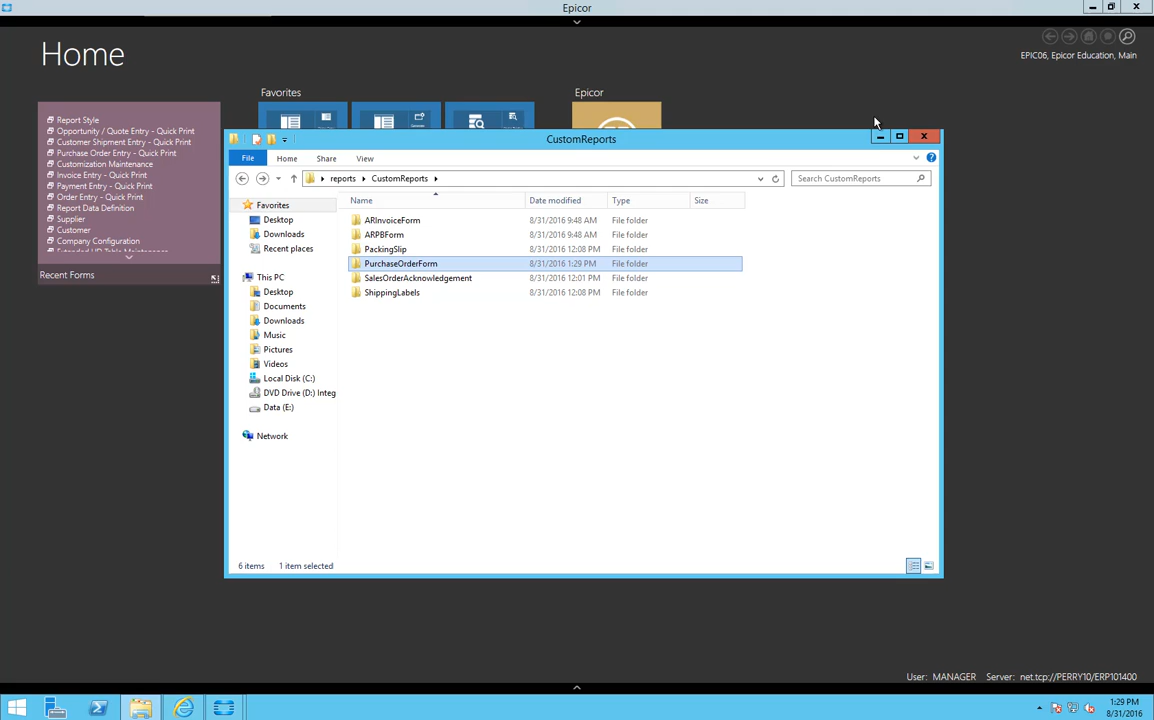 Epicor
Home
EPIC06, Epicor Education, Main
Favorites
Epicor
Report Style
Opportunity / Quote Entry - Quick Print
Customer Shipment Entry - Quick Print
Purchase Order Entry - Quick Print
Customization Maintenance
Invoice Entry - Quick Print
Payment Entry - Quick Print
Order Entry - Quick Print
Report Data Definition
Supplier
Customer
Company Configuration
Extended UD Table Maintenance
Recent Forms
CustomReports
File Home Share View
reports CustomReports
Search CustomReports
Favorites
Desktop
Downloads
Recent places
This PC
Desktop
Documents
Downloads
Music
Pictures
Videos
Local Disk (C:)
DVD Drive (D:) Integ
Data (E:)
Network
Name Date modified Type Size
ARInvoiceForm 8/31/2016 9:48 AM File folder
ARPBForm 8/31/2016 9:48 AM File folder
PackingSlip 8/31/2016 12:08 PM File folder
PurchaseOrderForm 8/31/2016 1:29 PM File folder
SalesOrderAcknowledgement 8/31/2016 12:01 PM File folder
ShippingLabels 8/31/2016 12:08 PM File folder
6 items 1 item selected
User: MANAGER Server: net.tcp://PERRY10/ERP101400
1:29 PM
8/31/2016